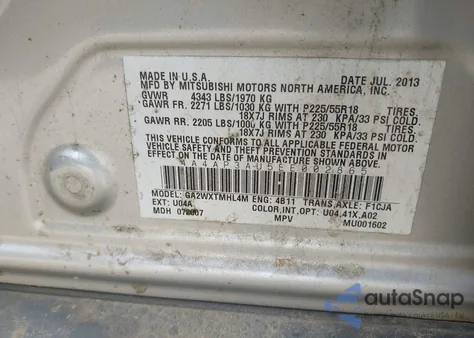 MADE IN U.S.A. DATE JUL. 2013
MFD BY MITSUBISHI MOTORS NORTH AMERICA, INC.
GVWR 4343 LBS/1970 KG
GAWR FR. 2271 LBS/1030 KG WITH P225/55R18 TIRES,
18X7J RIMS AT 230 KPA/33 PSI COLD.
GAWR RR. 2205 LBS/1000 KG WITH P225/55R18 TIRES,
18X7J RIMS AT 230 KPA/33 PSI COLD.
THIS VEHICLE CONFORMS TO ALL APPLICABLE FEDERAL MOTOR
VEHICLE SAFETY AND THEFT PREVENTION STANDARDS IN
EFFECT ON THE DATE OF MANUFACTURE SHOWN ABOVE.
4A4AP3AU5EE002865
MODEL: GA2WXTMHL4M ENG: 4B11 TRANS,AXLE: F1CJA
EXT: U04A COLOR,INT,OPT: U04,41X,A02
MDH 072007 MPV MU001602
autoSnap